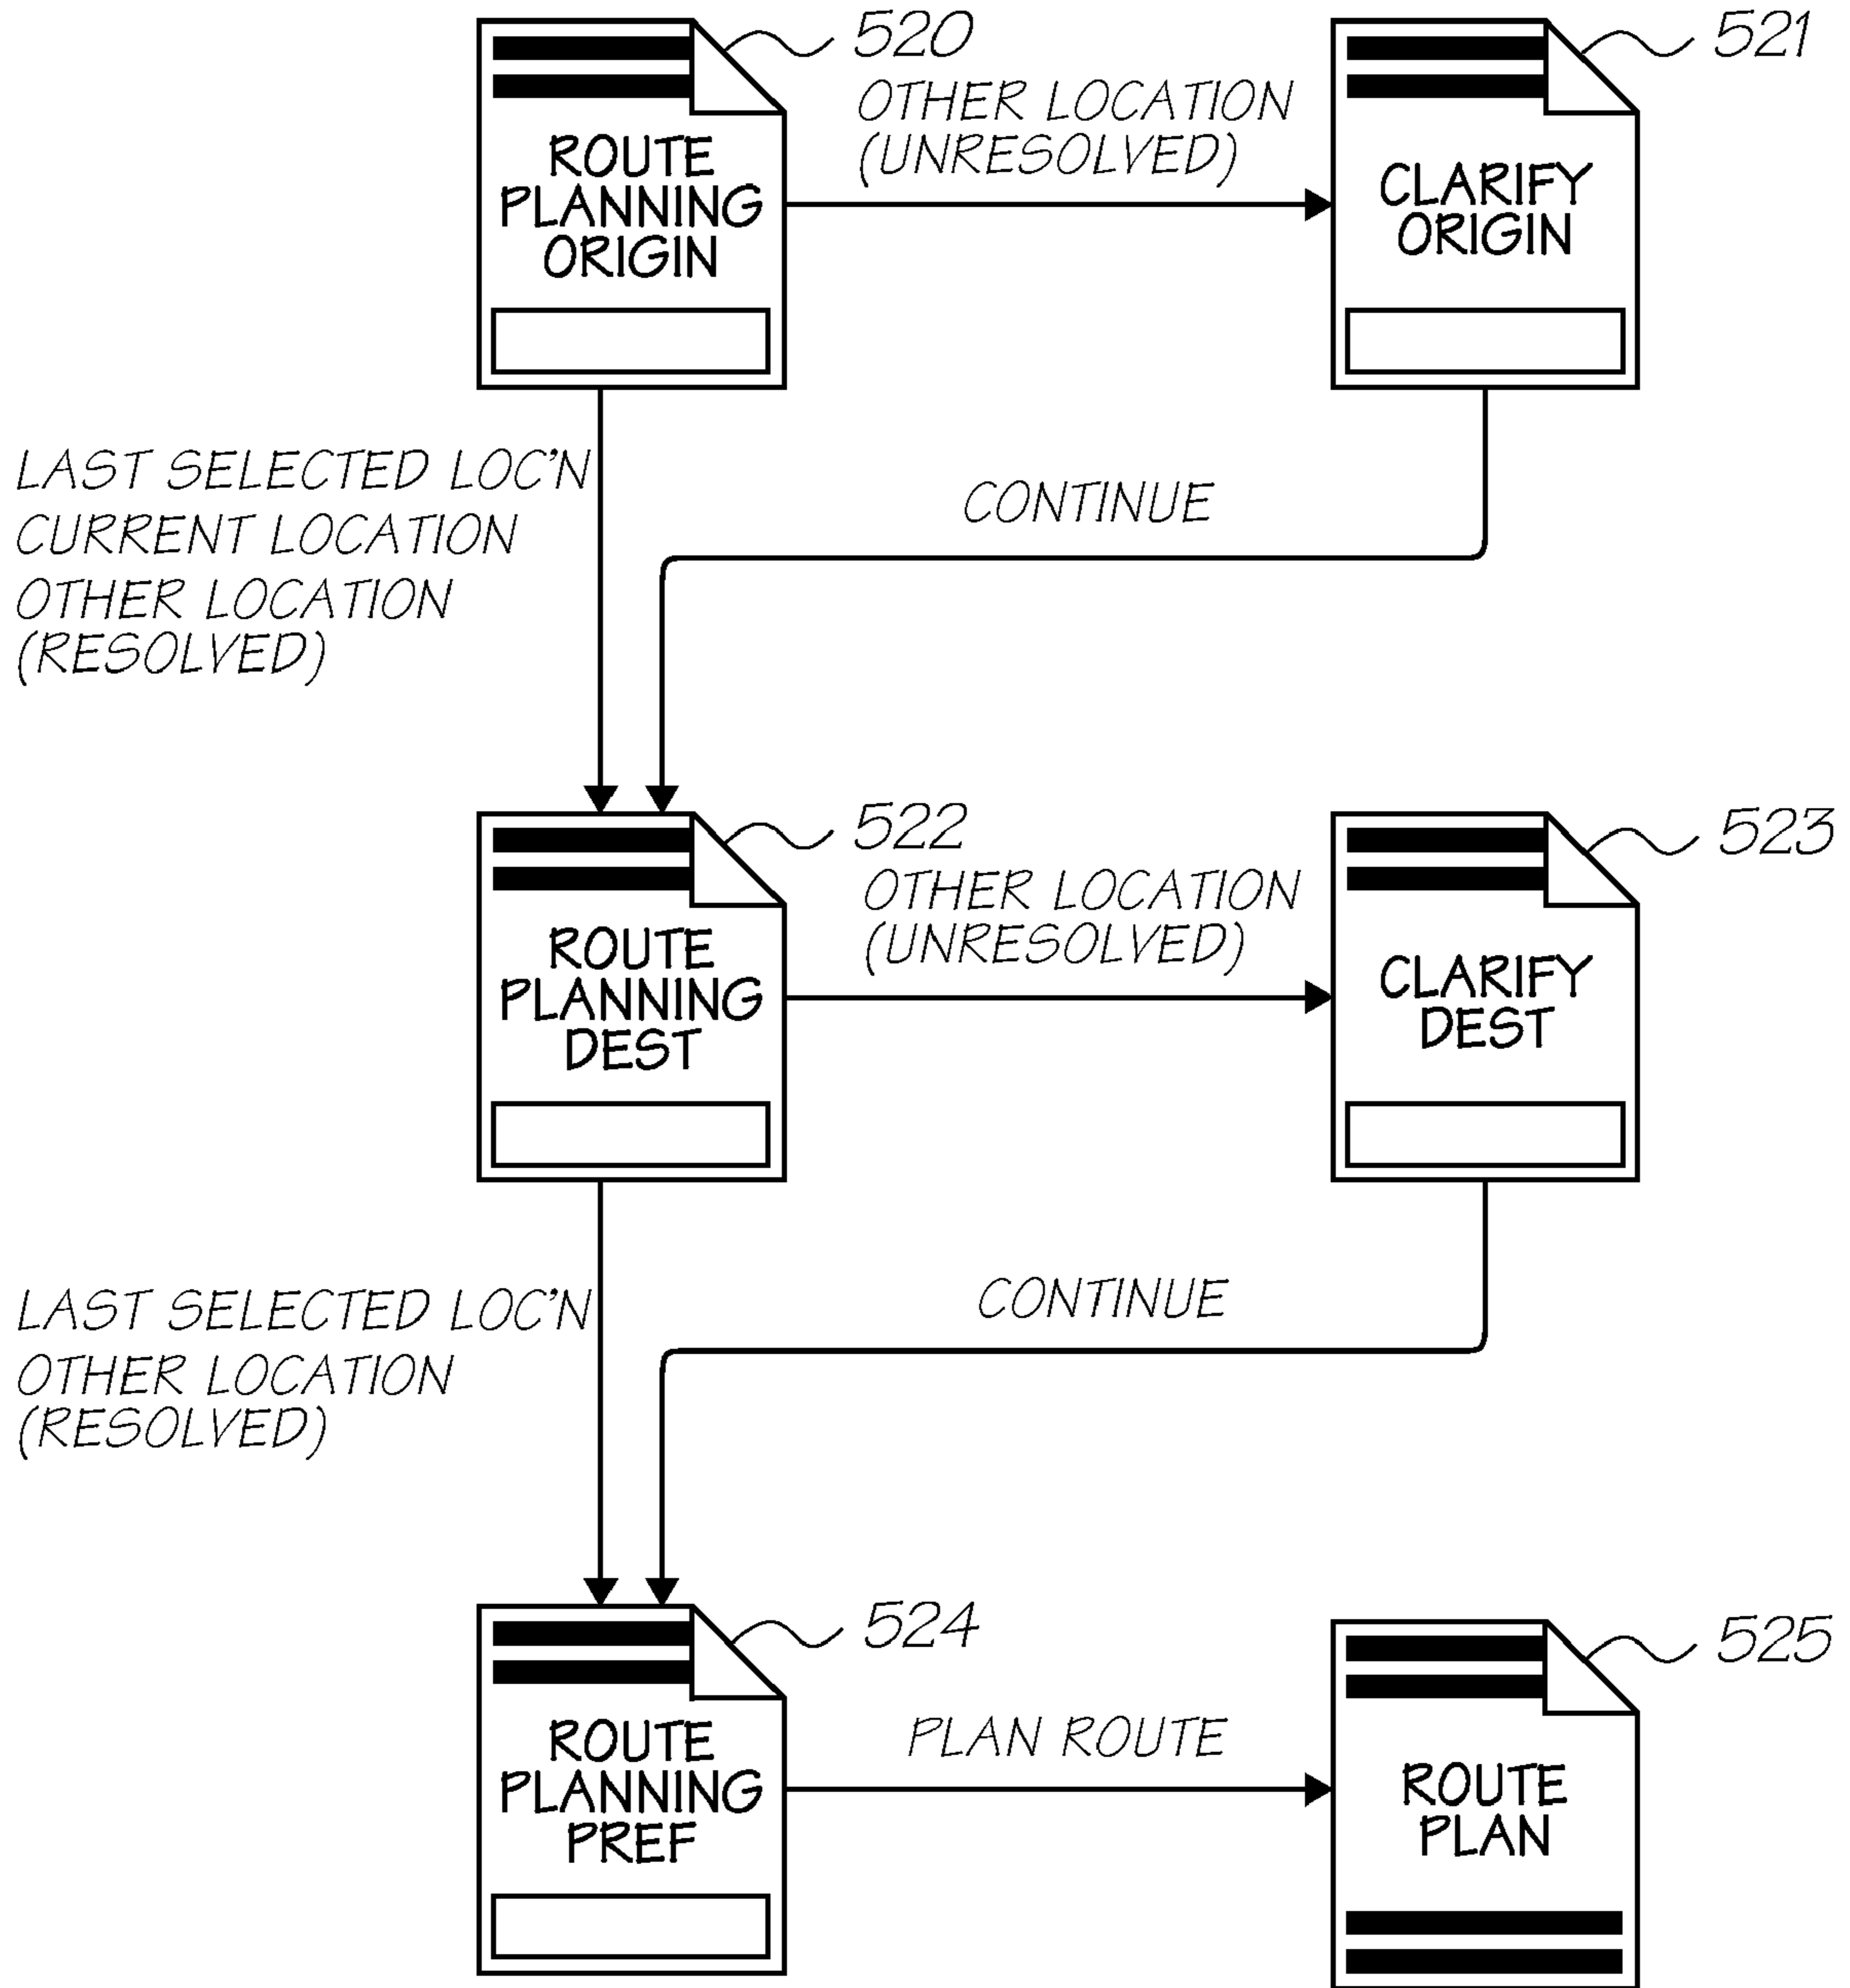 520
521
OTHER LOCATION
(UNRESOLVED)
ROUTE
PLANNING
ORIGIN
CLARIFY
ORIGIN
LAST SELECTED LOC'N
CURRENT LOCATION
OTHER LOCATION
(RESOLVED)
CONTINUE
522
523
OTHER LOCATION
(UNRESOLVED)
ROUTE
PLANNING
DEST
CLARIFY
DEST
LAST SELECTED LOC'N
OTHER LOCATION
(RESOLVED)
CONTINUE
524
525
ROUTE
PLANNING
PREF
PLAN ROUTE
ROUTE
PLAN